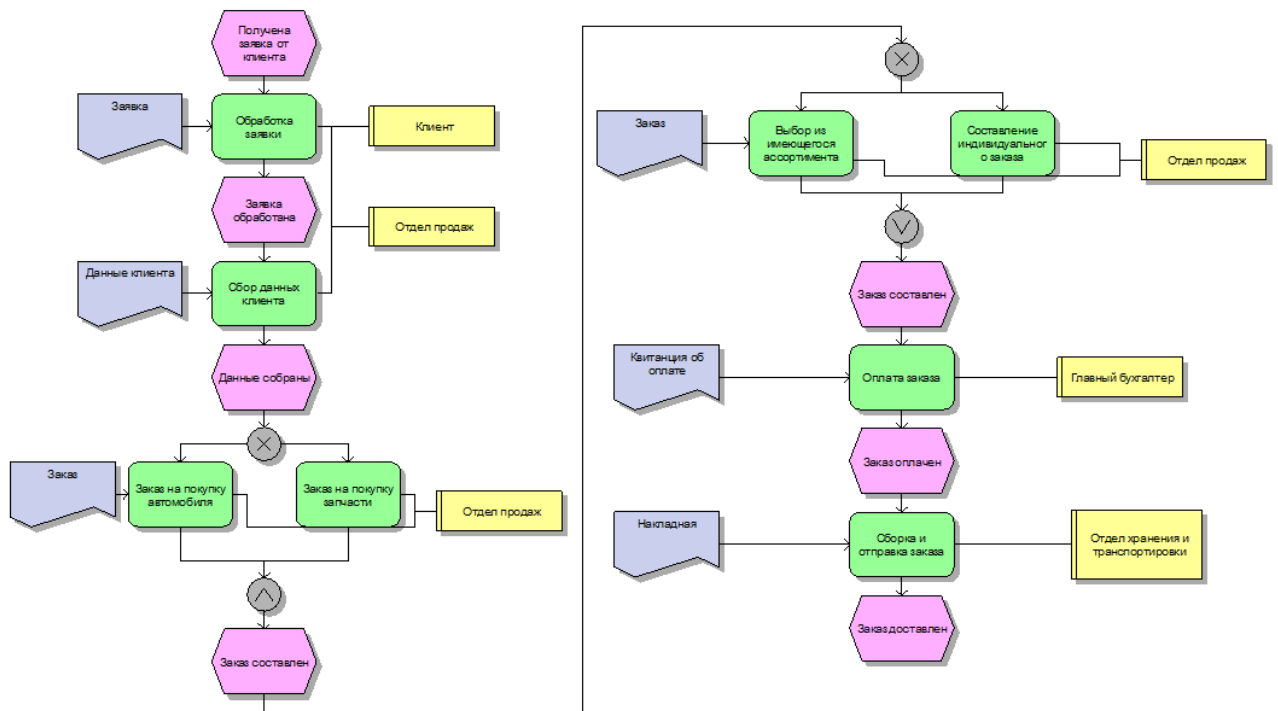 Получена
заявка от
клиента
Заявка
Обработка
заявки
Клиент
Заявка
обработана
Отдел продаж
Данные клиента
Сбор данных
клиента
Данные собраны
Заказ
Заказ на покупку
автомобиля
Заказ на покупку
запчасти
Отдел продаж
Заказ составлен
Заказ
Выбор из
имеющегося
ассортимента
Составление
индивидуально
го заказа
Отдел продаж
Заказ составлен
Квитанция об
оплате
Оплата заказа
Главный бухгалтер
Заказ оплачен
Накладная
Сборка и
отправка заказа
Отдел хранения и
транспортировки
Заказ доставлен